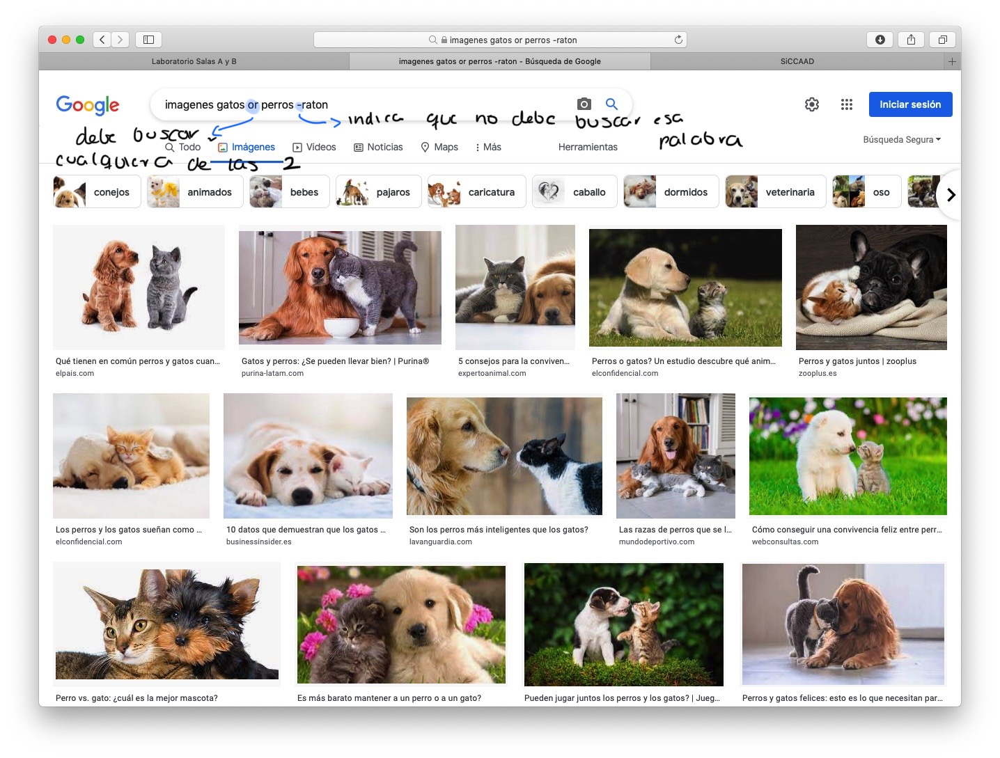 imagenes gatos or perros -raton
Laboratorio Salas A y B
imagenes gatos or perros -raton - Búsqueda de Google
SiCCAAD
Google
imagenes gatos or perros -raton
Iniciar sesión
indica que no debe buscar esa
palabra
debe buscar
cualquiera de las 2
Todo
Imágenes
Videos
Noticias
Maps
Más
Herramientas
Búsqueda Segura
conejos
animados
bebes
pajaros
caricatura
caballo
dormidos
veterinaria
oso
Qué tienen en común perros y gatos cuan...
elpais.com
Gatos y perros: ¿Se pueden llevar bien? | Purina®
purina-latam.com
5 consejos para la conviven...
expertoanimal.com
Perros o gatos? Un estudio descubre qué anim...
elconfidencial.com
Perros y gatos juntos | zooplus
zooplus.es
Los perros y los gatos sueñan como ...
elconfidencial.com
10 datos que demuestran que los gatos ...
businessinsider.es
Son los perros más inteligentes que los gatos?
lavanguardia.com
Las razas de perros que se l...
mundodeportivo.com
Cómo conseguir una convivencia feliz entre perr...
webconsultas.com
Perro vs. gato: ¿cuál es la mejor mascota?
Es más barato mantener a un perro o a un gato?
Pueden jugar juntos los perros y los gatos? | Jueg...
Perros y gatos felices: esto es lo que necesitan par...